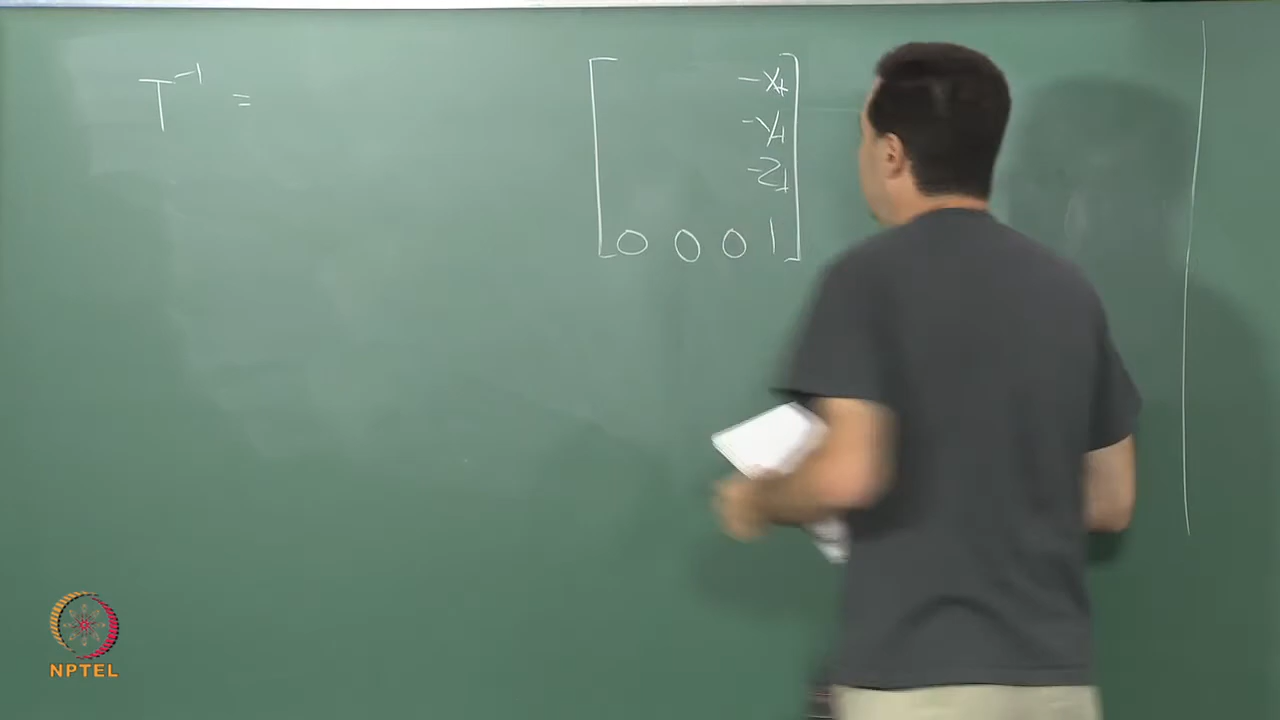 T⁻¹ = 
-x₁
-y₁
-z₁
0 0 0 1
NPTEL